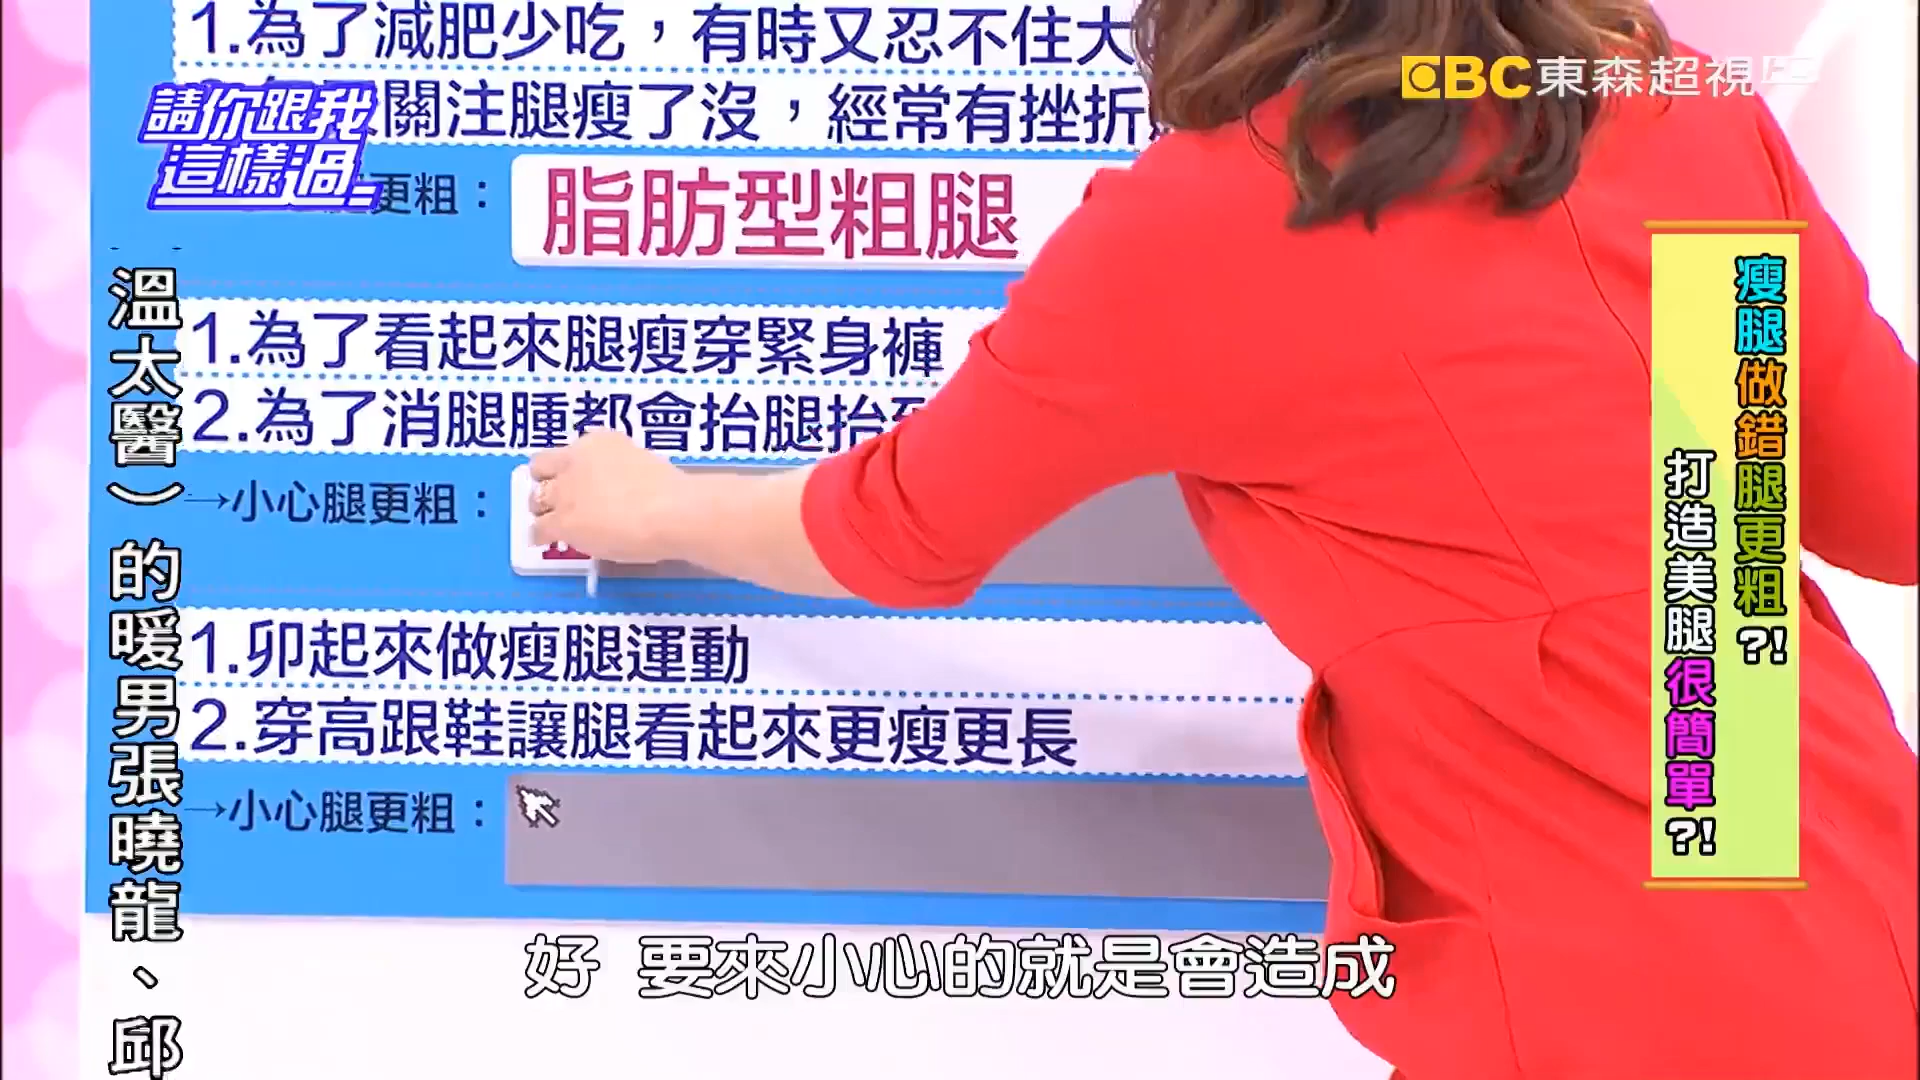 1.為了減肥少吃，有時又忍不住大
關注腿瘦了沒，經常有挫折
更粗：
脂肪型粗腿
1.為了看起來腿瘦穿緊身褲
2.為了消腿腫都會抬腿抬
→小心腿更粗：
1.卯起來做瘦腿運動
2.穿高跟鞋讓腿看起來更瘦更長
→小心腿更粗：
請你跟我
這樣過
EBC東森超視
溫太醫）的暖男張曉龍、邱
瘦腿做錯腿更粗?!
打造美腿很簡單?!
好 要來小心的就是會造成